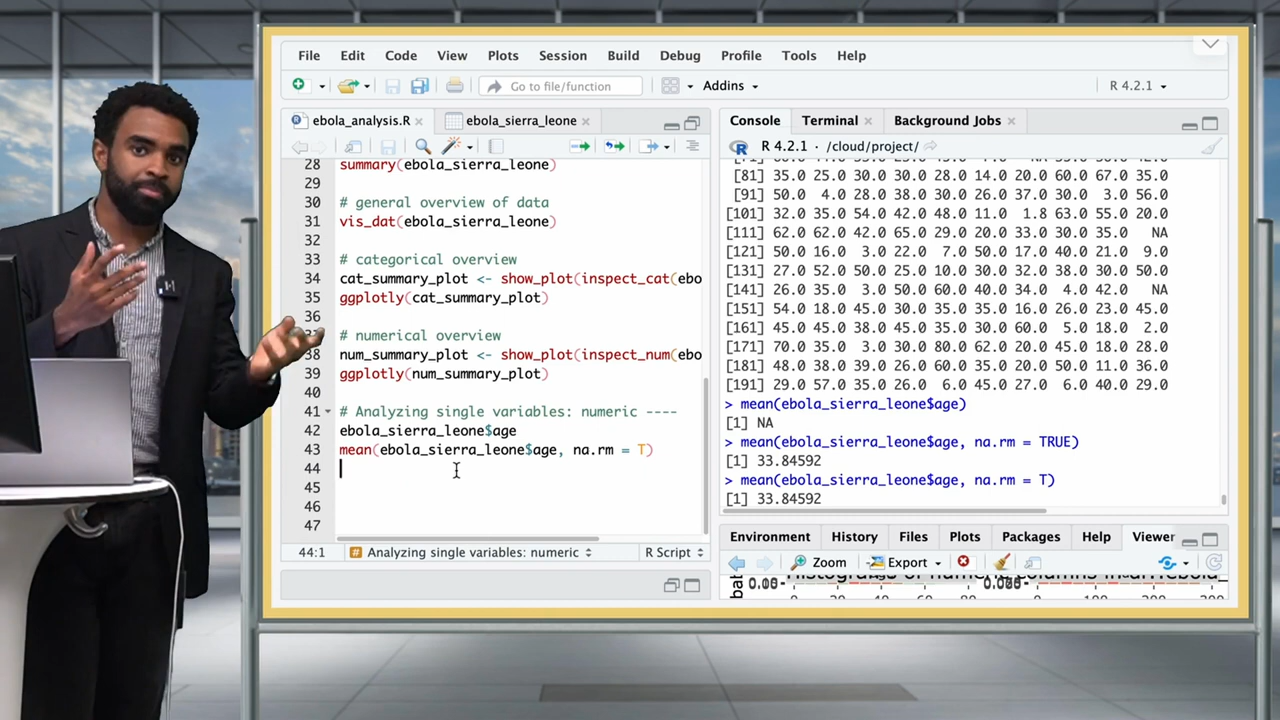 File Edit Code View Plots Session Build Debug Profile Tools Help
Go to file/function Addins R 4.2.1
ebola_analysis.R ebola_sierra_leone
28 summary(ebola_sierra_leone)
29
30 # general overview of data
31 vis_dat(ebola_sierra_leone)
32
33 # categorical overview
34 cat_summary_plot <- show_plot(inspect_cat(ebo
35 ggplotly(cat_summary_plot)
36
# numerical overview
38 num_summary_plot <- show_plot(inspect_num(ebo
39 ggplotly(num_summary_plot)
40
41 # Analyzing single variables: numeric ----
42 ebola_sierra_leone$age
43 mean(ebola_sierra_leone$age, na.rm = T)
44
45
46
47
44:1 Analyzing single variables: numeric R Script
Console Terminal Background Jobs
R 4.2.1 · /cloud/project/
[81] 35.0 25.0 30.0 30.0 28.0 14.0 20.0 60.0 67.0 35.0
[91] 50.0 4.0 28.0 38.0 30.0 26.0 37.0 30.0 3.0 56.0
[101] 32.0 35.0 54.0 42.0 48.0 11.0 1.8 63.0 55.0 20.0
[111] 62.0 62.0 42.0 65.0 29.0 20.0 33.0 30.0 35.0 NA
[121] 50.0 16.0 3.0 22.0 7.0 50.0 17.0 40.0 21.0 9.0
[131] 27.0 52.0 50.0 25.0 10.0 30.0 32.0 38.0 30.0 50.0
[141] 26.0 35.0 3.0 50.0 60.0 40.0 34.0 4.0 42.0 NA
[151] 54.0 18.0 45.0 30.0 35.0 35.0 16.0 26.0 23.0 45.0
[161] 45.0 45.0 38.0 45.0 35.0 30.0 60.0 5.0 18.0 2.0
[171] 70.0 35.0 3.0 30.0 80.0 62.0 20.0 45.0 18.0 28.0
[181] 48.0 38.0 39.0 26.0 60.0 35.0 20.0 50.0 11.0 36.0
[191] 29.0 57.0 35.0 26.0 6.0 45.0 27.0 6.0 40.0 29.0
> mean(ebola_sierra_leone$age)
[1] NA
> mean(ebola_sierra_leone$age, na.rm = TRUE)
[1] 33.84592
> mean(ebola_sierra_leone$age, na.rm = T)
[1] 33.84592
Environment History Files Plots Packages Help Viewer
Zoom Export